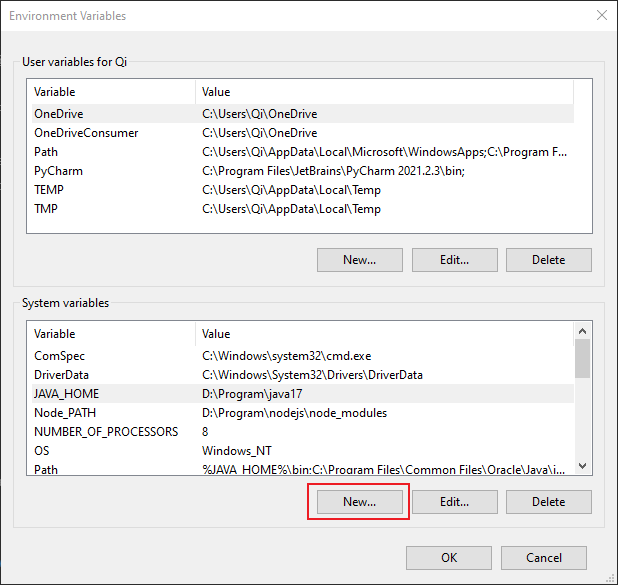 Environment Variables
User variables for Qi
Variable Value
OneDrive C:\Users\Qi\OneDrive
OneDriveConsumer C:\Users\Qi\OneDrive
Path C:\Users\Qi\AppData\Local\Microsoft\WindowsApps;C:\Program F...
PyCharm C:\Program Files\JetBrains\PyCharm 2021.2.3\bin;
TEMP C:\Users\Qi\AppData\Local\Temp
TMP C:\Users\Qi\AppData\Local\Temp
New... Edit... Delete
System variables
Variable Value
ComSpec C:\Windows\system32\cmd.exe
DriverData C:\Windows\System32\Drivers\DriverData
JAVA_HOME D:\Program\java17
Node_PATH D:\Program\nodejs\node_modules
NUMBER_OF_PROCESSORS 8
OS Windows_NT
Path %JAVA_HOME%\bin;C:\Program Files\Common Files\Oracle\Java\j...
New... Edit... Delete
OK Cancel